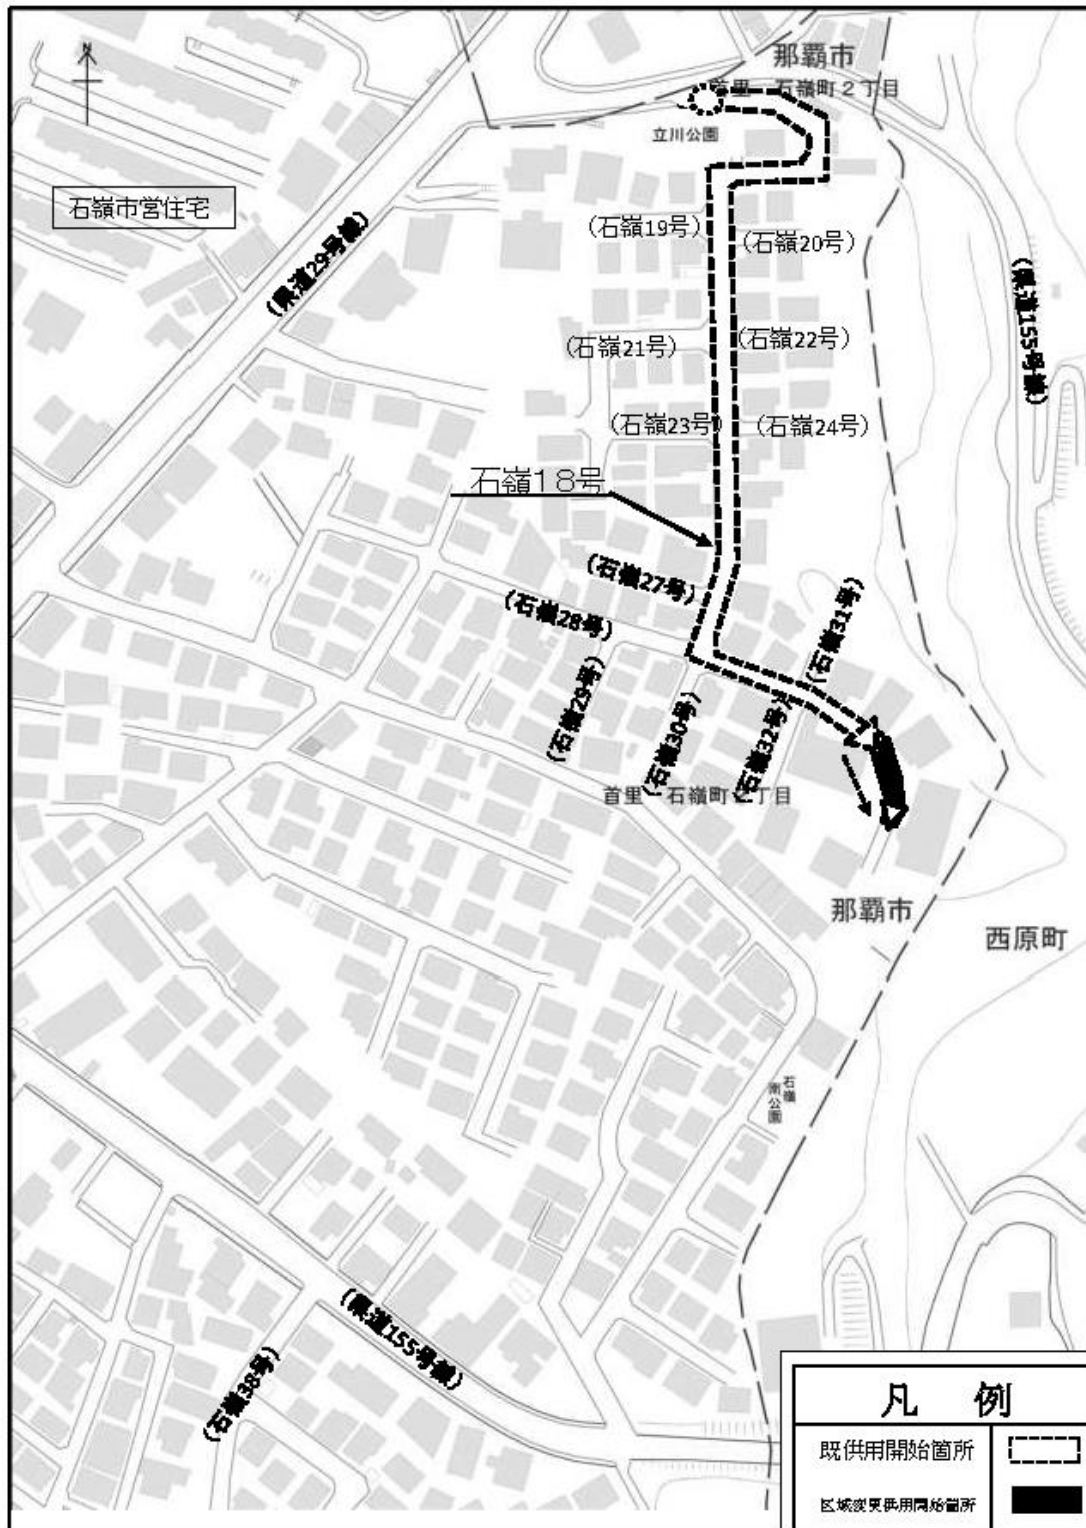 N
那覇市
首里 石嶺町2丁目
立川公園
石嶺市営住宅
(県道29号線)
(石嶺19号)
(石嶺20号)
(県道155号線)
(石嶺21号)
(石嶺22号)
(石嶺23号)
(石嶺24号)
石嶺18号
(石嶺27号)
(石嶺28号)
(石嶺31号)
(石嶺29号)
(石嶺30号)
(石嶺32号)
首里 石嶺町 丁目
那覇市
西原町
石嶺
南公園
(県道155号線)
(石嶺38号)
凡 例
既供用開始箇所
区域変更供用開始箇所